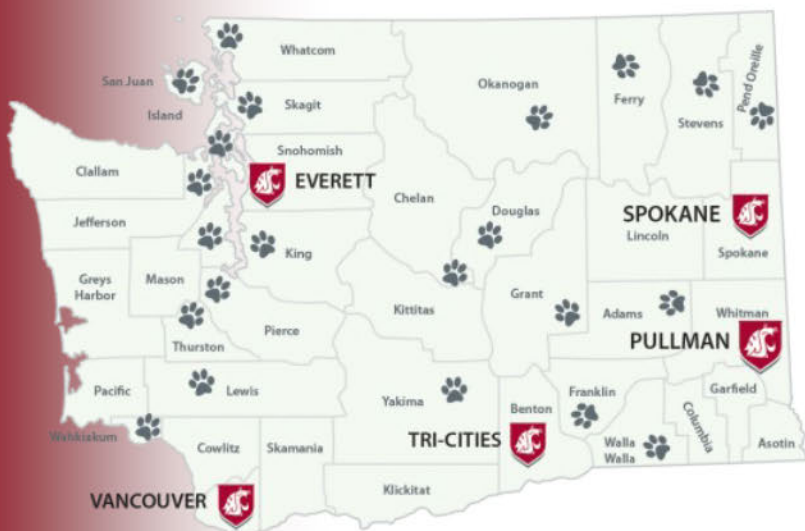 Whatcom
San Juan
Island
Skagit
Okanogan
Ferry
Stevens
Pend Oreille
Snohomish
Clallam
EVERETT
Chelan
Douglas
SPOKANE
Jefferson
Lincoln
King
Spokane
Mason
Greys
Harbor
Kittitas
Grant
Adams
Whitman
Pierce
Thurston
PULLMAN
Pacific
Lewis
Yakima
Benton
Franklin
Garfield
Columbia
Wahkiakum
Cowlitz
Skamania
TRI-CITIES
Walla
Walla
Asotin
Klickitat
VANCOUVER